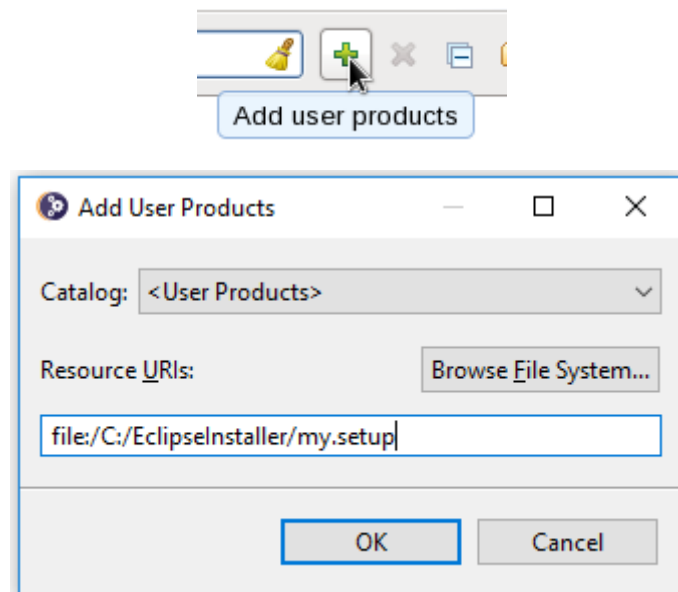 Add user products
Add User Products
Catalog: <User Products>
Resource URIs: Browse File System...
file:/C:/EclipseInstaller/my.setup
OK Cancel